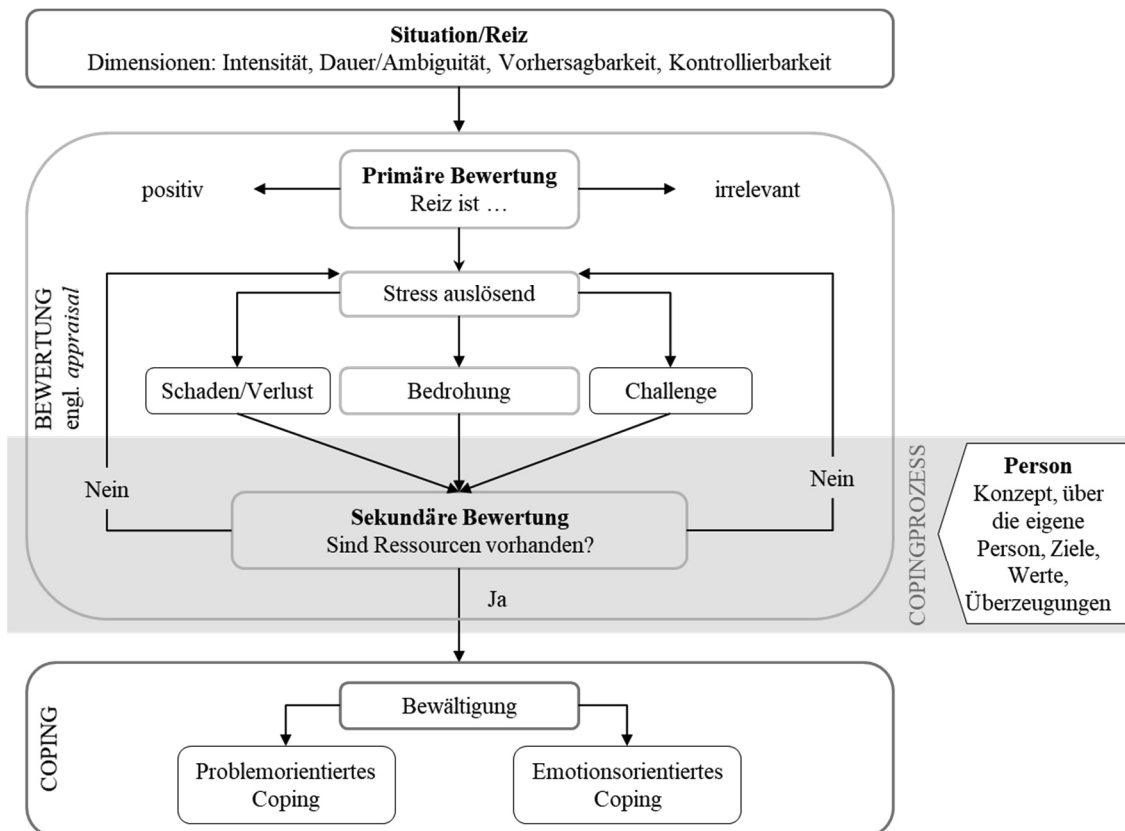 Situation/Reiz
Dimensionen: Intensität, Dauer/Ambiguität, Vorhersagbarkeit, Kontrollierbarkeit
Primäre Bewertung
Reiz ist …
positiv
irrelevant
BEWERTUNG
engl. appraisal
Stress auslösend
Schaden/Verlust
Bedrohung
Challenge
Nein
Nein
Sekundäre Bewertung
Sind Ressourcen vorhanden?
Ja
COPINGPROZESS
Person
Konzept, über
die eigene
Person, Ziele,
Werte,
Überzeugungen
COPING
Bewältigung
Problemorientiertes
Coping
Emotionsorientiertes
Coping